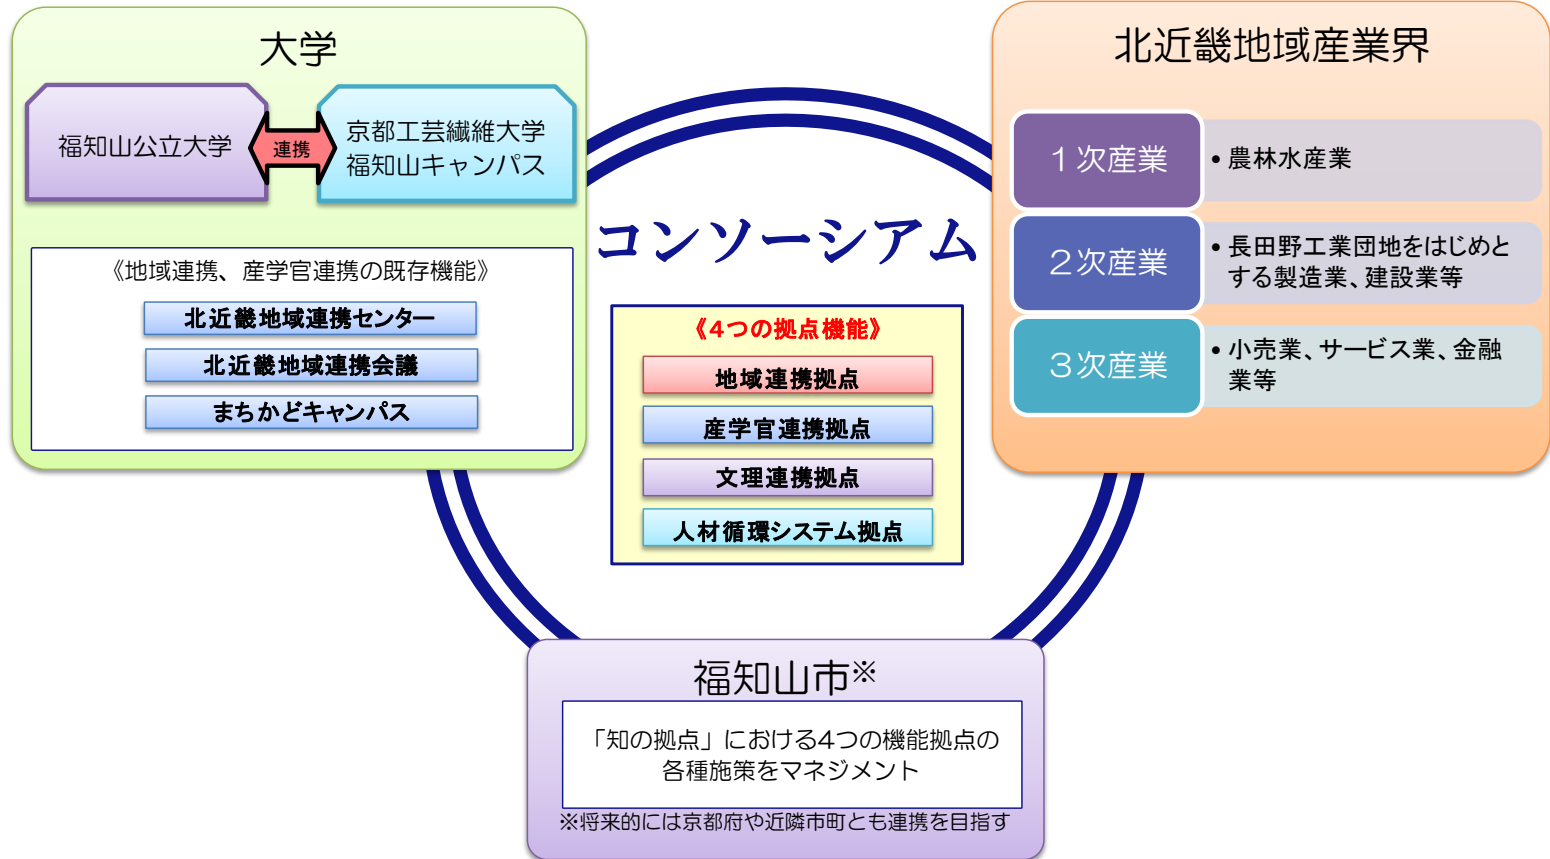 大学
福知山公立大学
連携
京都工芸繊維大学
福知山キャンパス
《地域連携、産学官連携の既存機能》
北近畿地域連携センター
北近畿地域連携会議
まちかどキャンパス
コンソーシアム
《4つの拠点機能》
地域連携拠点
産学官連携拠点
文理連携拠点
人材循環システム拠点
北近畿地域産業界
１次産業
• 農林水産業
２次産業
• 長田野工業団地をはじめと
する製造業、建設業等
３次産業
• 小売業、サービス業、金融
業等
福知山市※
「知の拠点」における4つの機能拠点の
各種施策をマネジメント
※将来的には京都府や近隣市町とも連携を目指す